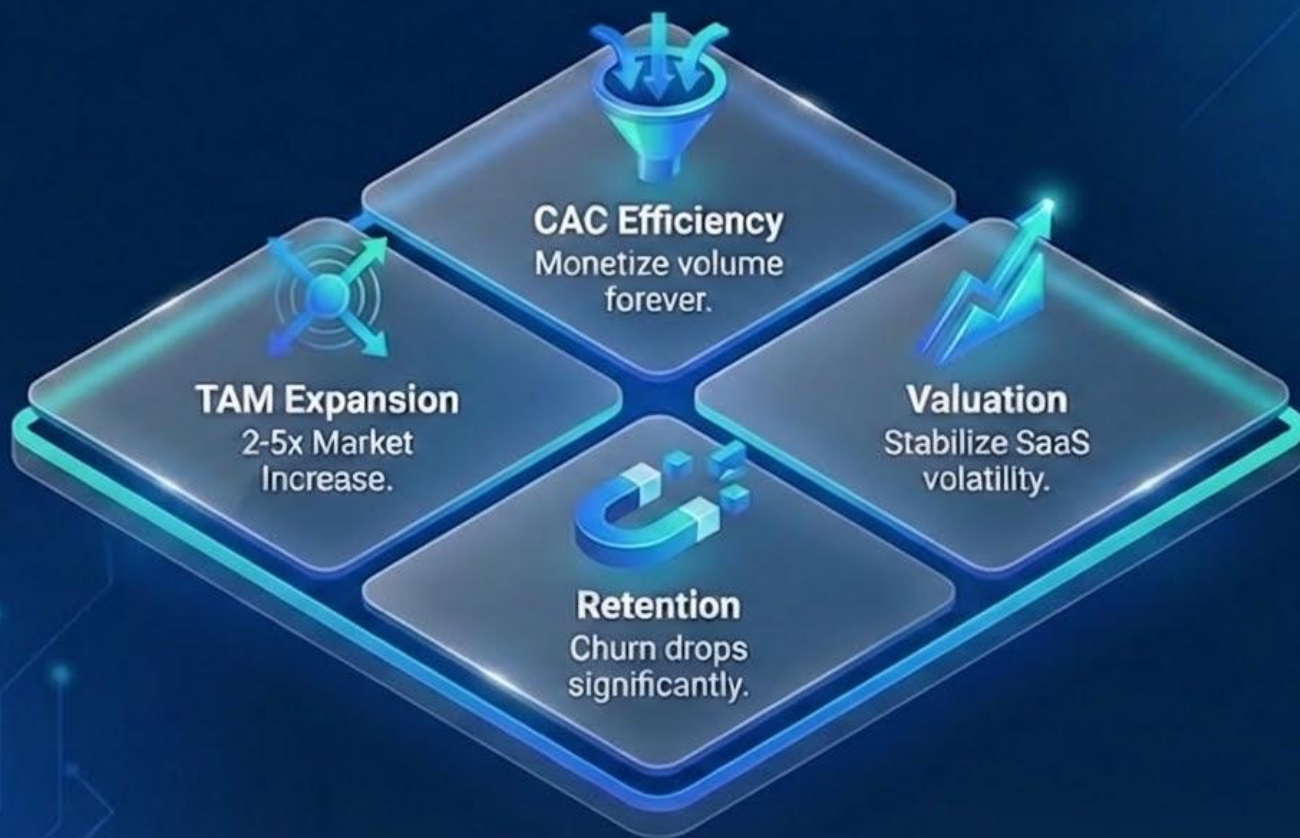 CAC Efficiency
Monetize volume
forever.
TAM Expansion
2-5x Market
Increase.
Valuation
Stabilize SaaS
volatility.
Retention
Churn drops
significantly.